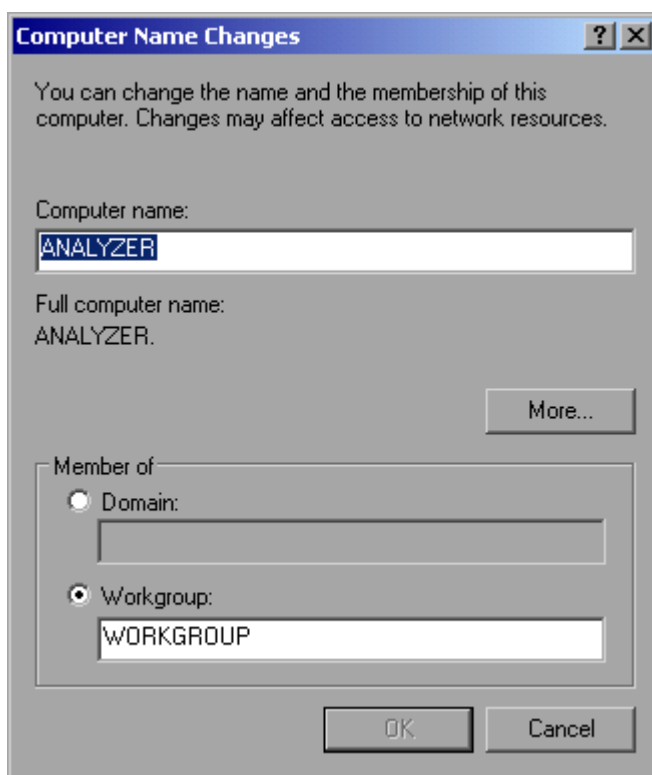 Computer Name Changes
You can change the name and the membership of this
computer. Changes may affect access to network resources.
Computer name:
ANALYZER
Full computer name:
ANALYZER.
More...
Member of
Domain:
Workgroup:
WORKGROUP
OK
Cancel